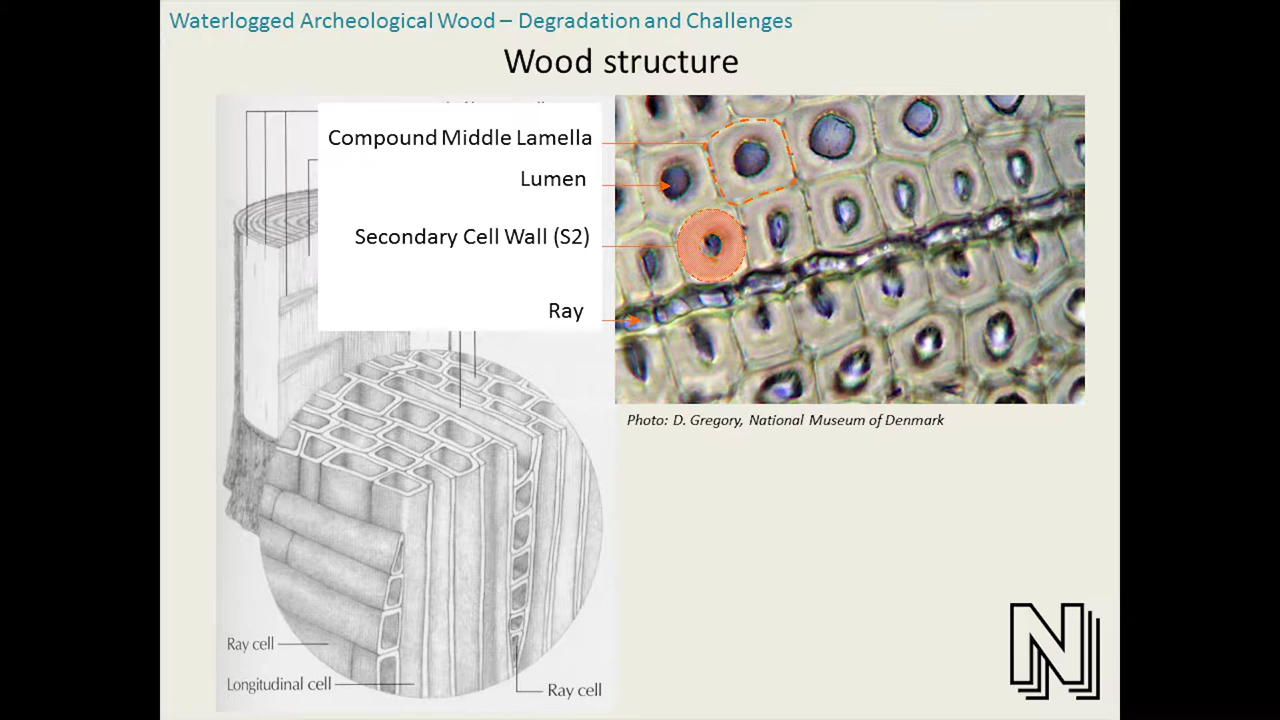 Waterlogged Archeological Wood – Degradation and Challenges
Wood structure
Compound Middle Lamella
Lumen
Secondary Cell Wall (S2)
Ray
Photo: D. Gregory, National Museum of Denmark
Ray cell
Longitudinal cell
Ray cell
N